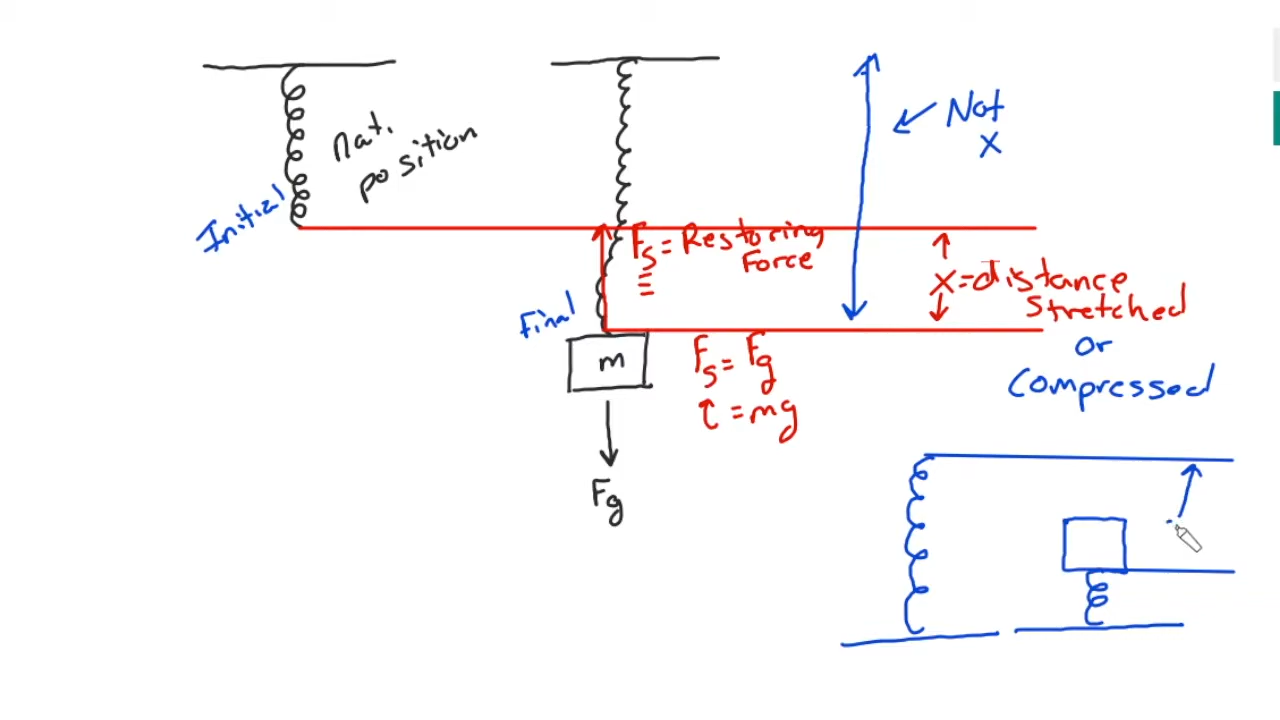 nat.
position
Initial
Not
x
Fs = Restoring
Force
x = distance
stretched
or
Compressed
Final
m
Fs = Fg
= mg
Fg